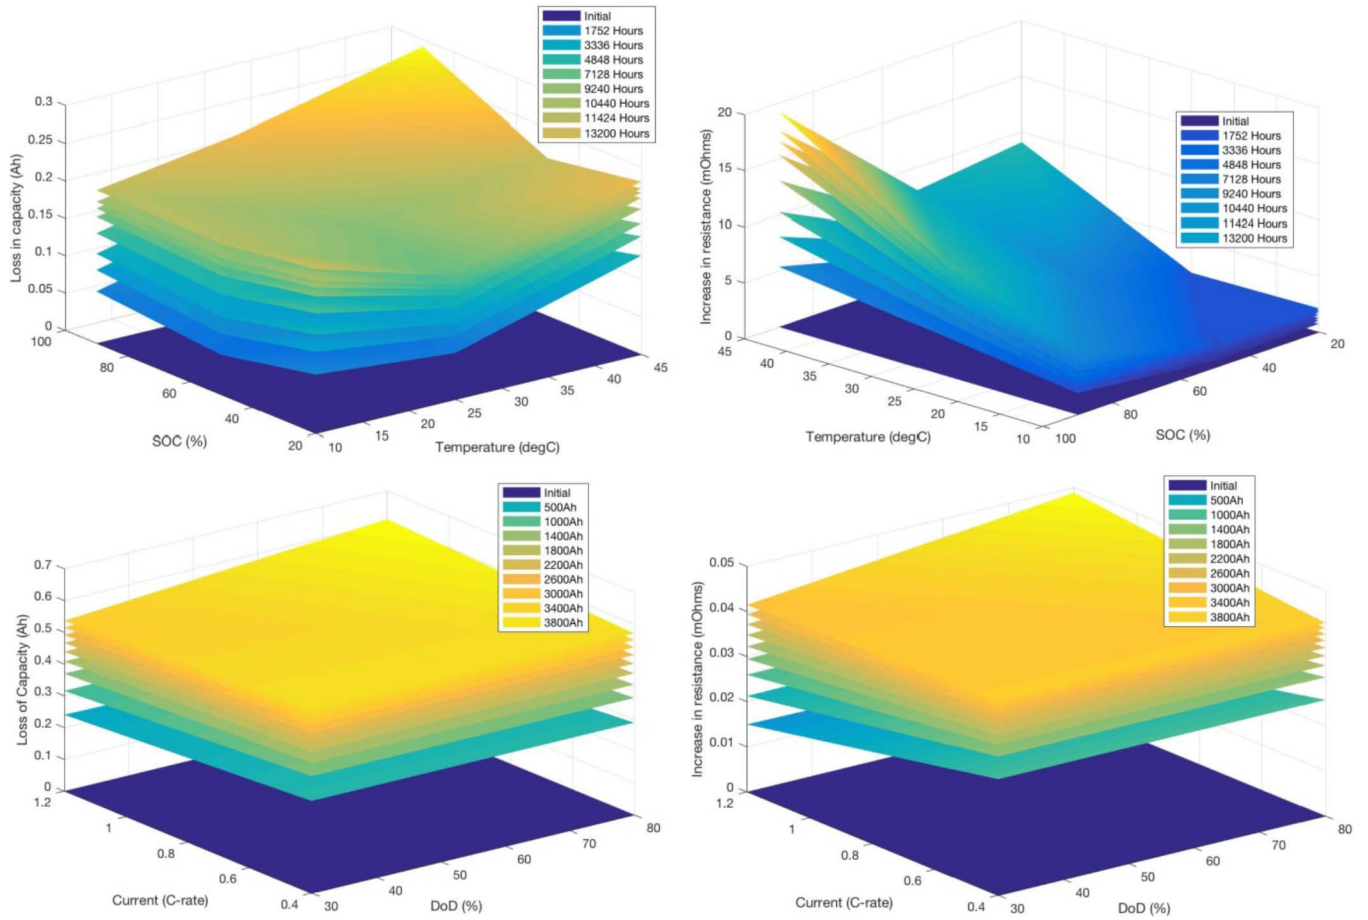 Initial
1752 Hours
3336 Hours
4848 Hours
7128 Hours
9240 Hours
10440 Hours
11424 Hours
13200 Hours
0.3
0.25
0.2
0.15
0.1
0.05
0
Loss in capacity (Ah)
100
80
60
40
20
SOC (%)
10
15
20
25
30
35
40
45
Temperature (degC)
Initial
1752 Hours
3336 Hours
4848 Hours
7128 Hours
9240 Hours
10440 Hours
11424 Hours
13200 Hours
20
15
10
5
0
Increase in resistance (mOhms)
45
40
35
30
25
20
15
10
Temperature (degC)
100
80
60
40
20
SOC (%)
Initial
500Ah
1000Ah
1400Ah
1800Ah
2200Ah
2600Ah
3000Ah
3400Ah
3800Ah
0.7
0.6
0.5
0.4
0.3
0.2
0.1
0
Loss of Capacity (Ah)
1.2
1
0.8
0.6
0.4
Current (C-rate)
30
40
50
60
70
80
DoD (%)
Initial
500Ah
1000Ah
1400Ah
1800Ah
2200Ah
2600Ah
3000Ah
3400Ah
3800Ah
0.05
0.04
0.03
0.02
0.01
0
Increase in resistance (mOhms)
1.2
1
0.8
0.6
0.4
Current (C-rate)
30
40
50
60
70
80
DoD (%)